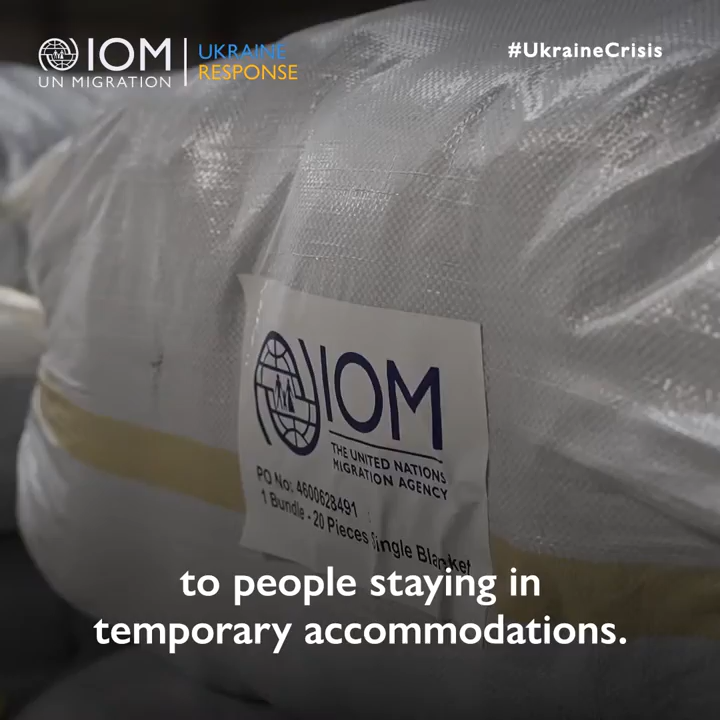 IOM
UN MIGRATION
UKRAINE
RESPONSE
#UkraineCrisis
IOM
THE UNITED NATIONS
MIGRATION AGENCY
PO No: 4600628491
1 Bundle - 20 Pieces Single Blanket
to people staying in
temporary accommodations.